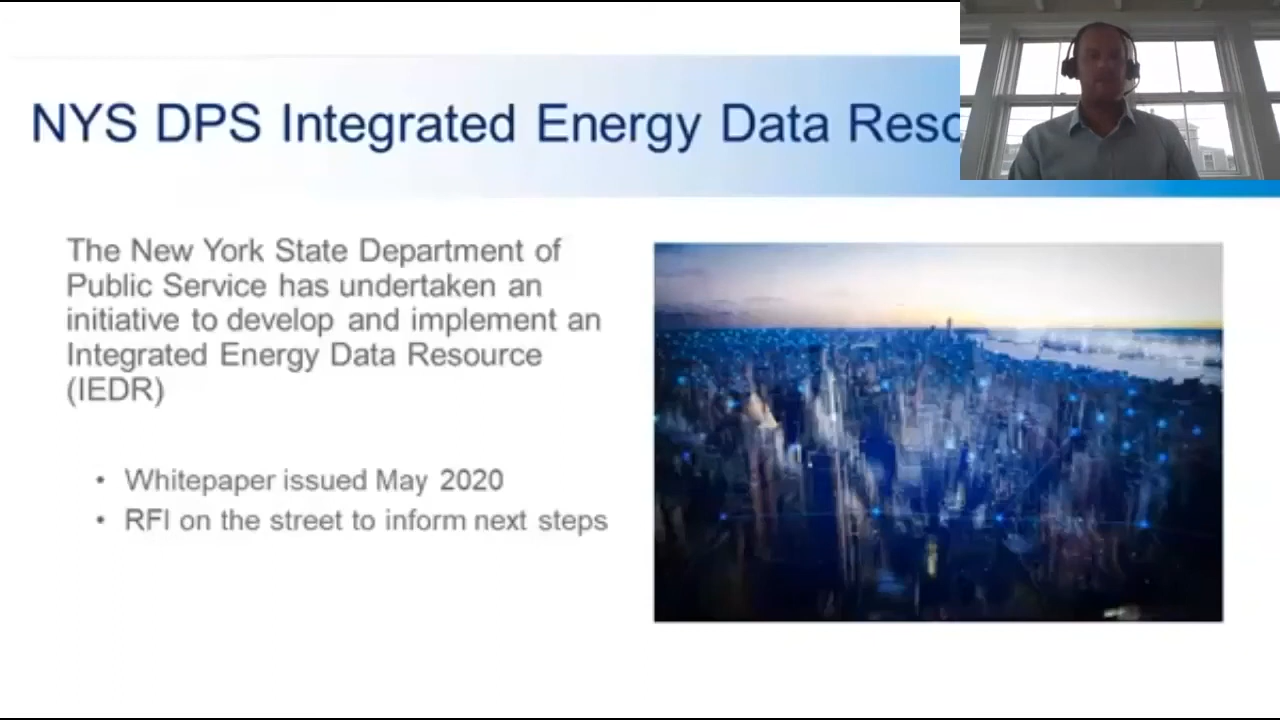 NYS DPS Integrated Energy Data Reso
The New York State Department of
Public Service has undertaken an
initiative to develop and implement an
Integrated Energy Data Resource
(IEDR)
• Whitepaper issued May 2020
• RFI on the street to inform next steps